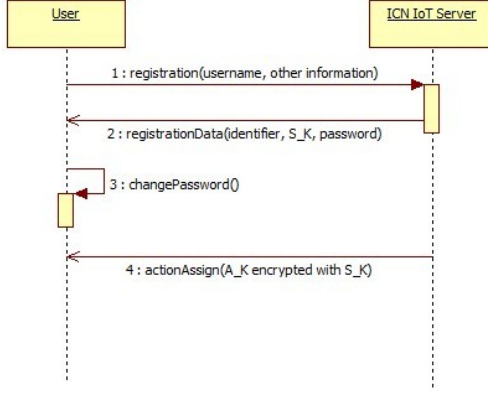 User
ICN IoT Server
1 : registration(username, other information)
2 : registrationData(identifier, S_K, password)
3 : changePassword()
4 : actionAssign(A_K encrypted with S_K)